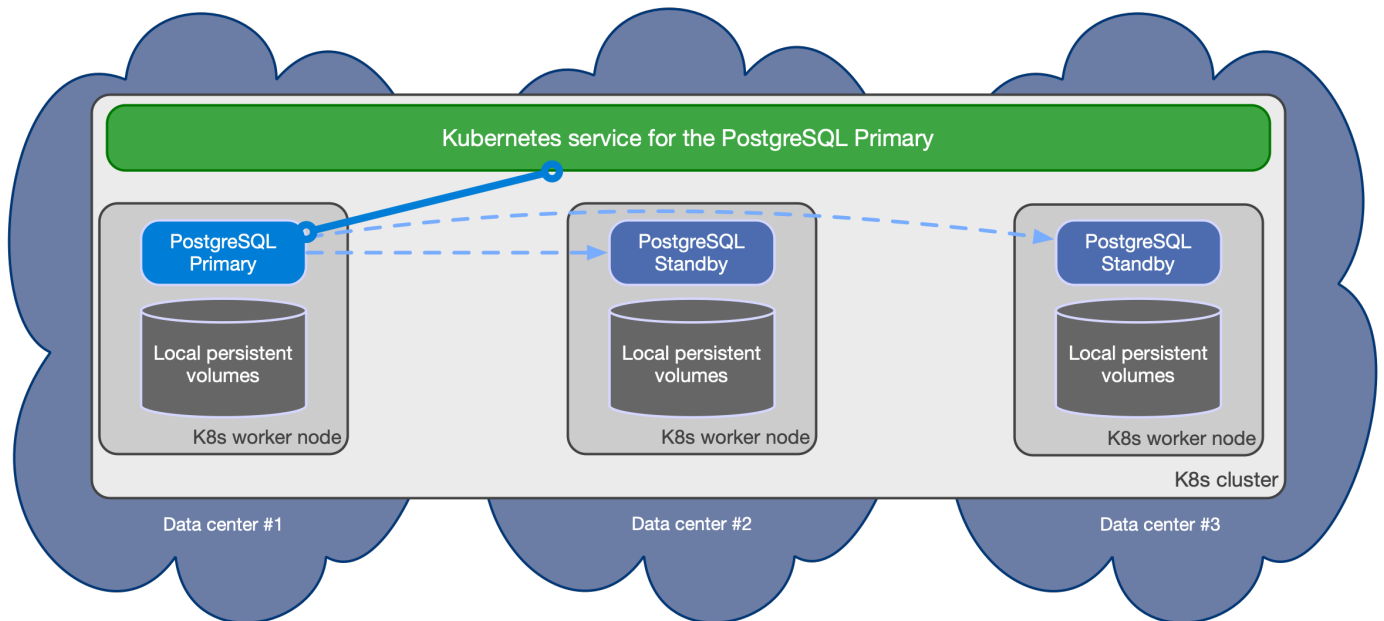 Kubernetes service for the PostgreSQL Primary
PostgreSQL
Primary
Local persistent
volumes
K8s worker node
PostgreSQL
Standby
Local persistent
volumes
K8s worker node
PostgreSQL
Standby
Local persistent
volumes
K8s worker node
K8s cluster
Data center #1
Data center #2
Data center #3